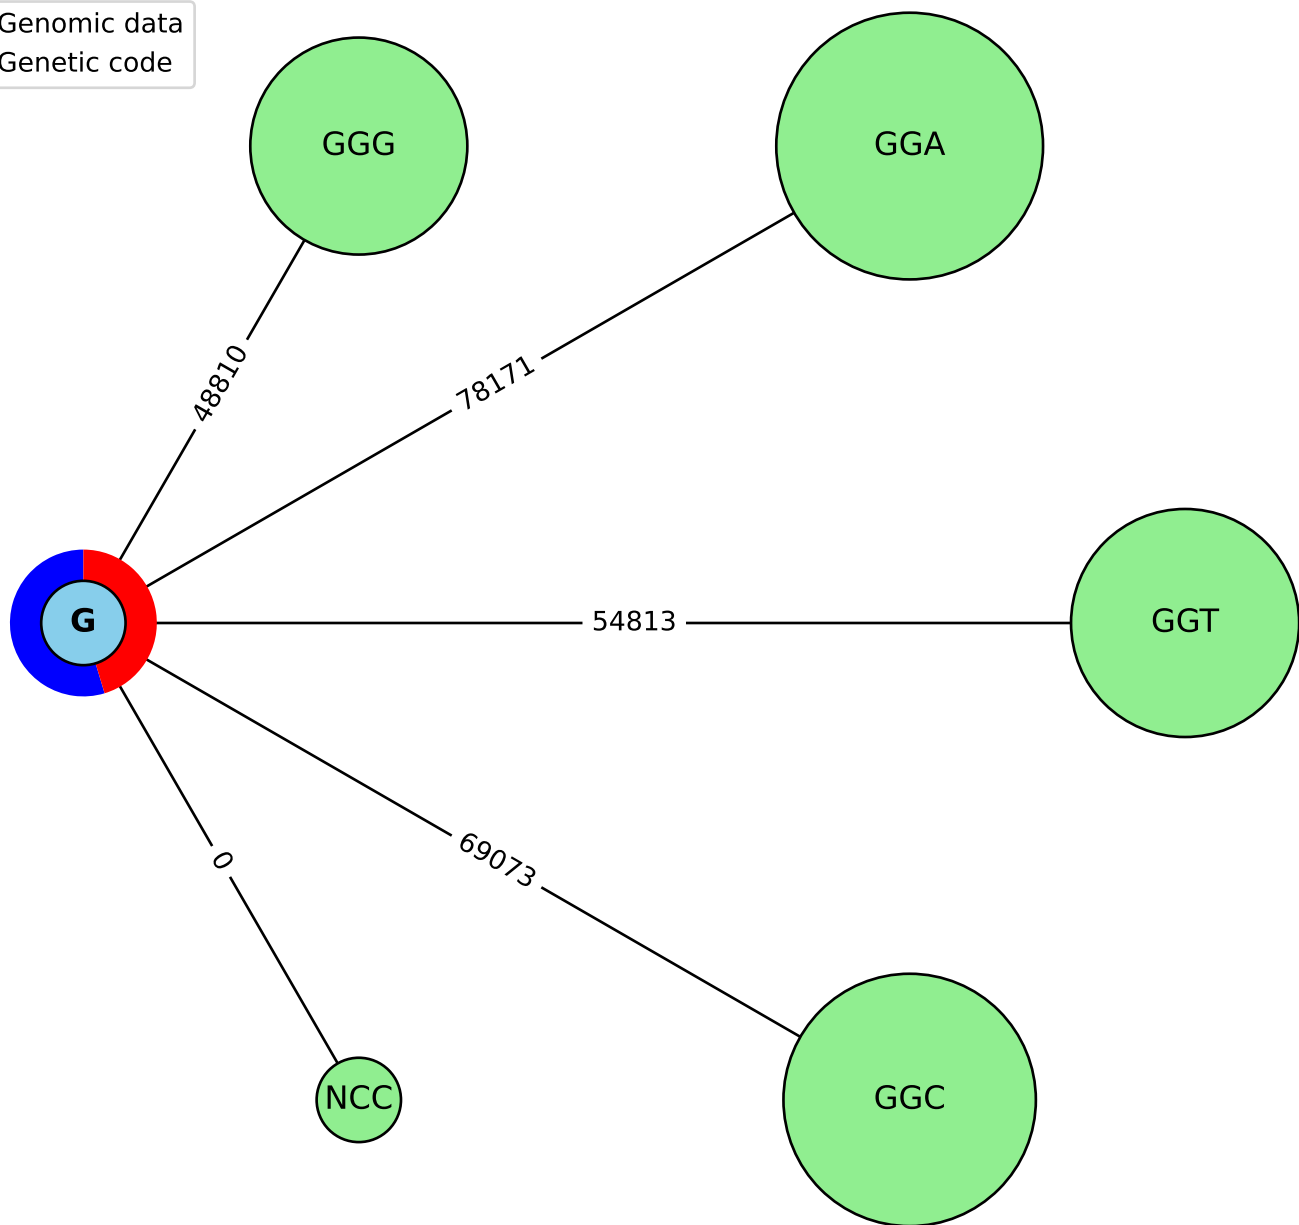 Genomic data
Genetic code
GGG
GGA
48810
78171
G
54813
GGT
69073
0
NCC
GGC